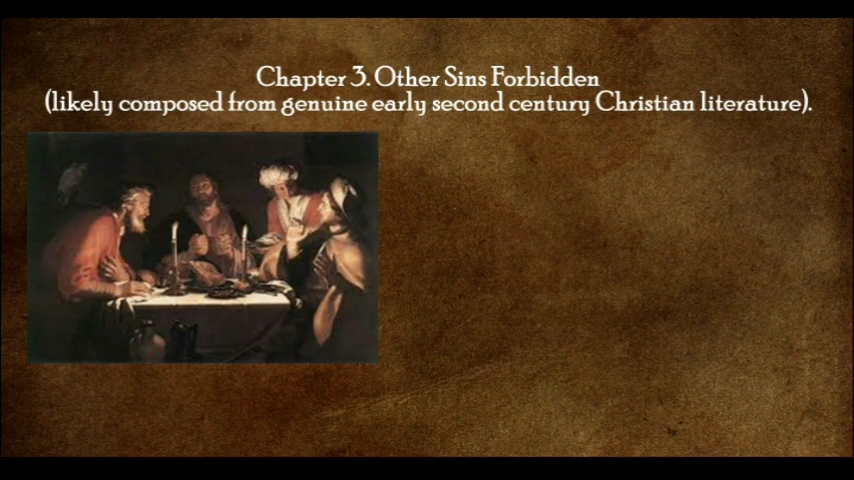 Chapter 3. Other Sins Forbidden
(likely composed from genuine early second century Christian literature).